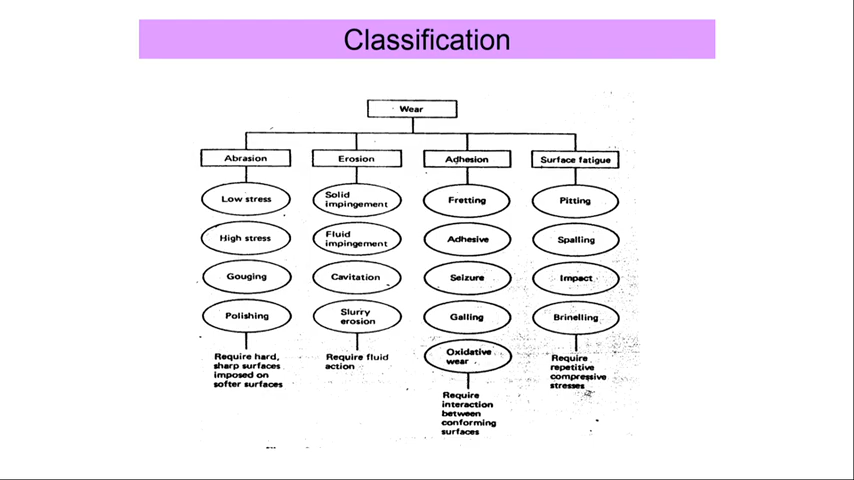 Classification
Wear
Abrasion
Low stress
High stress
Gouging
Polishing
Require hard,
sharp surfaces
imposed on
softer surfaces
Erosion
Solid
impingement
Fluid
impingement
Cavitation
Slurry
erosion
Require fluid
action
Adhesion
Fretting
Adhesive
Seizure
Galling
Oxidative
wear
Require
interaction
between
conforming
surfaces
Surface fatigue
Pitting
Spalling
Impact
Brinelling
Require
repetitive
compressive
stresses